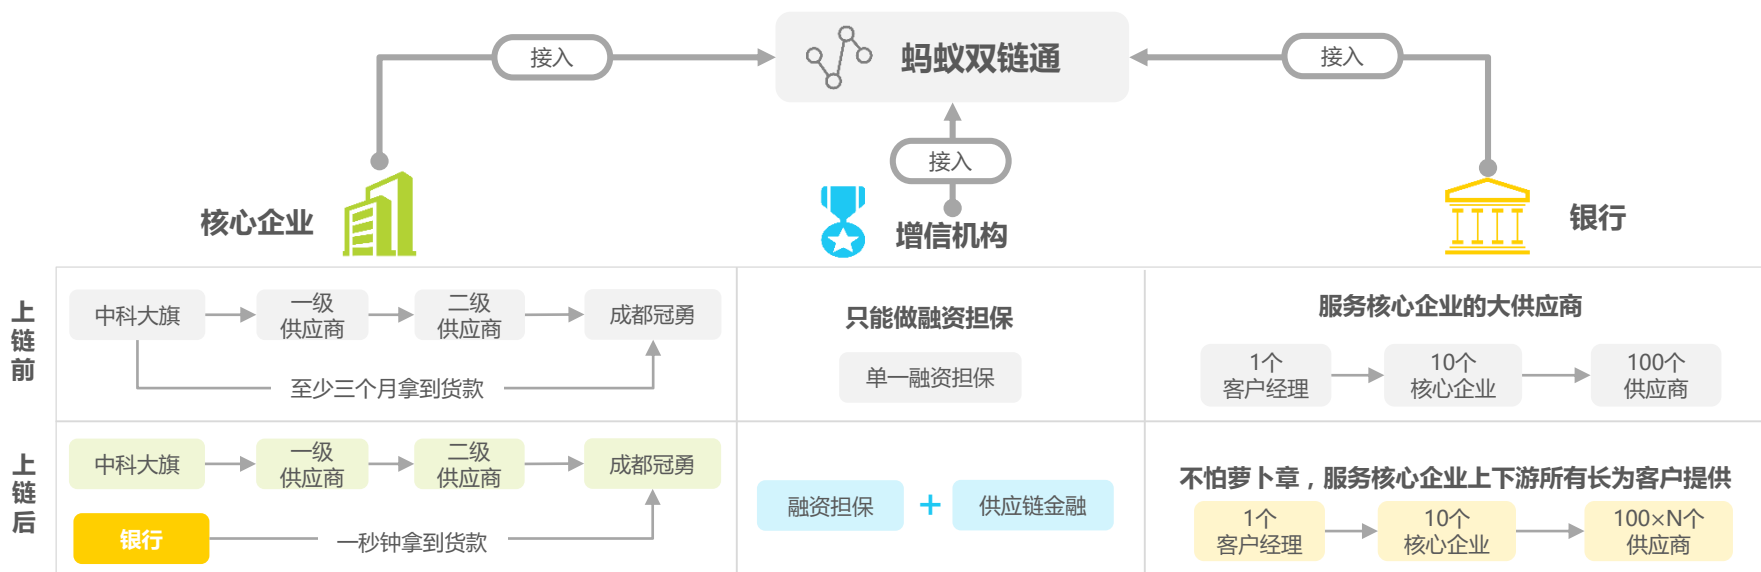 接入
蚂蚁双链通
接入
接入
核心企业
增信机构
银行
上链前
中科大旗
一级
供应商
二级
供应商
成都冠勇
至少三个月拿到货款
只能做融资担保
单一融资担保
服务核心企业的大供应商
1个
客户经理
10个
核心企业
100个
供应商
上链后
中科大旗
一级
供应商
二级
供应商
成都冠勇
银行
一秒钟拿到货款
融资担保
+
供应链金融
不怕萝卜章，服务核心企业上下游所有长为客户提供
1个
客户经理
10个
核心企业
100×N个
供应商